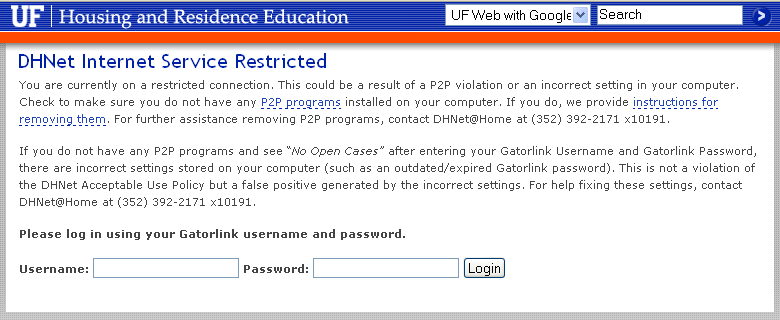 UF Housing and Residence Education UF Web with Google Search
DHNet Internet Service Restricted
You are currently on a restricted connection. This could be a result of a P2P violation or an incorrect setting in your computer.
Check to make sure you do not have any P2P programs installed on your computer. If you do, we provide instructions for
removing them. For further assistance removing P2P programs, contact DHNet@Home at (352) 392-2171 x10191.
If you do not have any P2P programs and see “No Open Cases” after entering your Gatorlink Username and Gatorlink Password,
there are incorrect settings stored on your computer (such as an outdated/expired Gatorlink password). This is not a violation of
the DHNet Acceptable Use Policy but a false positive generated by the incorrect settings. For help fixing these settings, contact
DHNet@Home at (352) 392-2171 x10191.
Please log in using your Gatorlink username and password.
Username: Password: Login